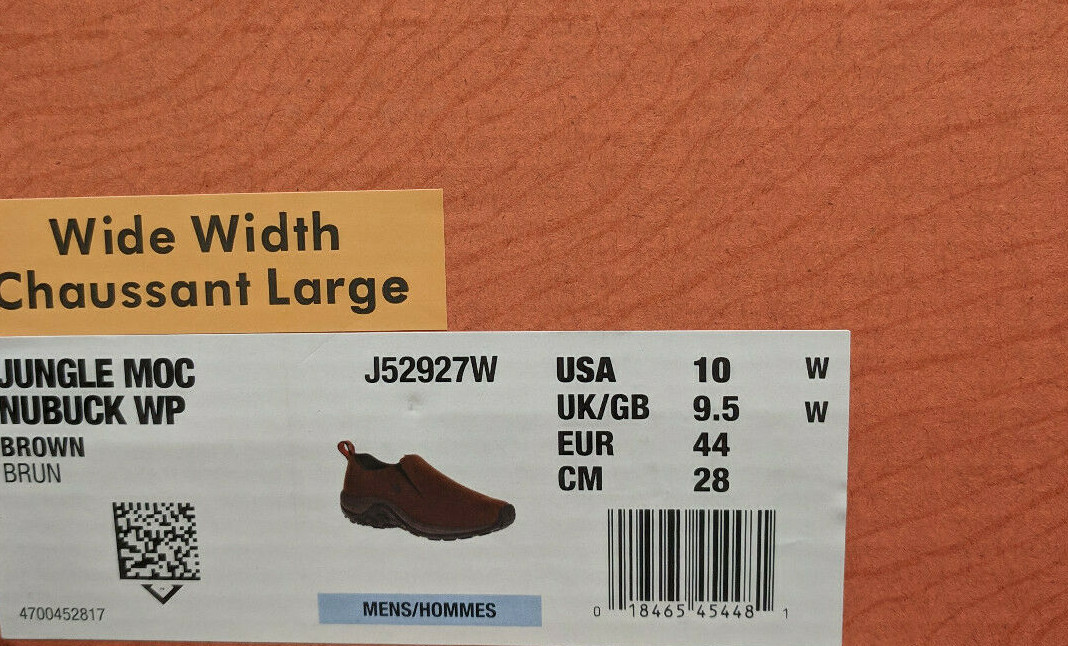 Wide Width
Chaussant Large
JUNGLE MOC
NUBUCK WP
BROWN
BRUN
4700452817
J52927W
MENS/HOMMES
USA 10 W
UK/GB 9.5 W
EUR 44
CM 28
0 18465 45448 1